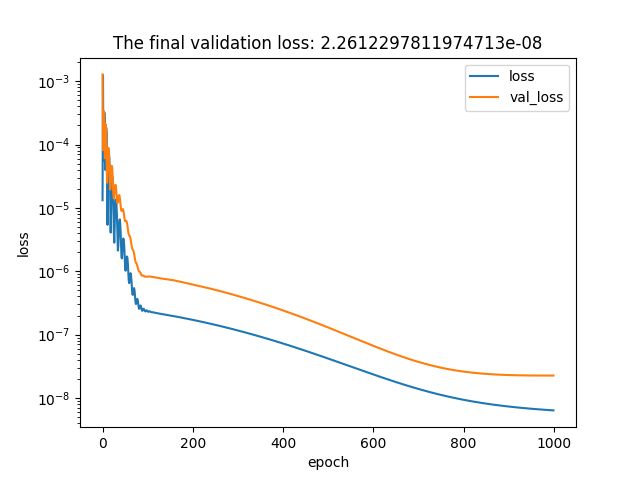 The final validation loss: 2.2612297811974713e-08
loss
val_loss
10⁻³
10⁻⁴
10⁻⁵
10⁻⁶
10⁻⁷
10⁻⁸
loss
0 200 400 600 800 1000
epoch